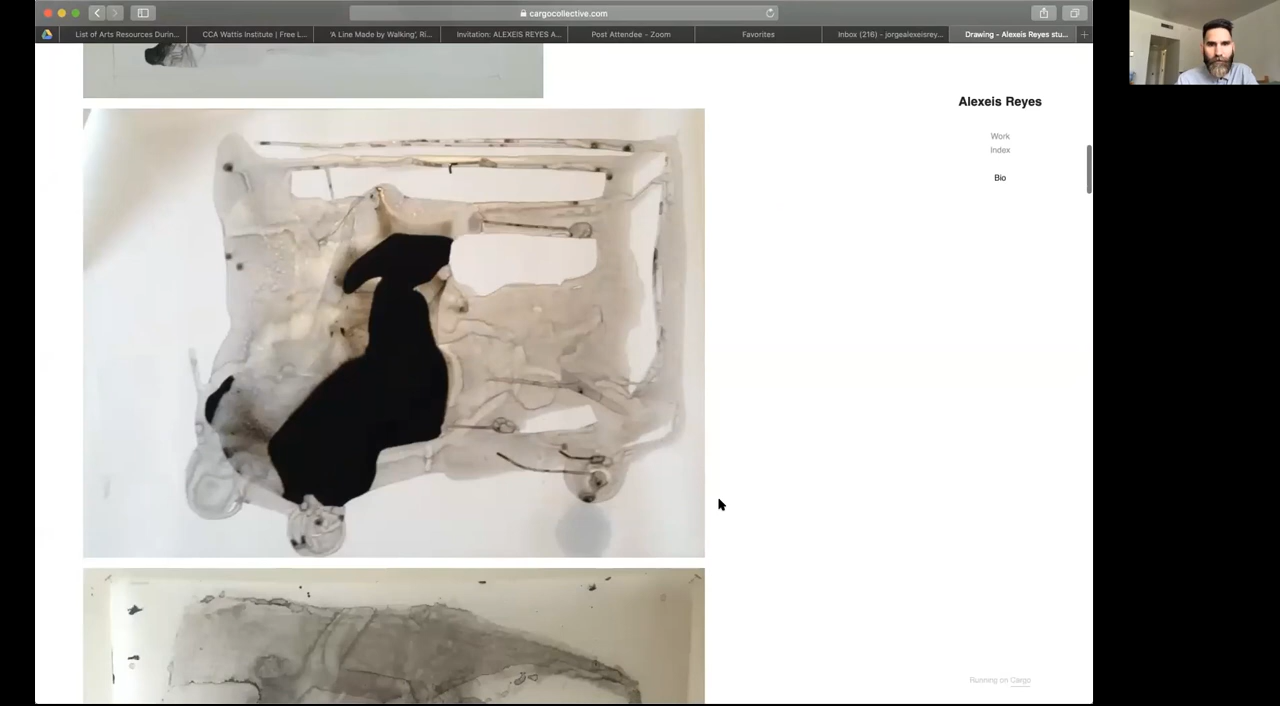 cargocollective.com
List of Arts Resources Durin...
CCA Wattis Institute | Free L...
'A Line Made by Walking', Ri...
Invitation: ALEXEIS REYES A...
Post Attendee - Zoom
Favorites
Inbox (216) - jorgealexeisrey...
Drawing - Alexeis Reyes stu...
Alexeis Reyes
Work
Index
Bio
Running on Cargo